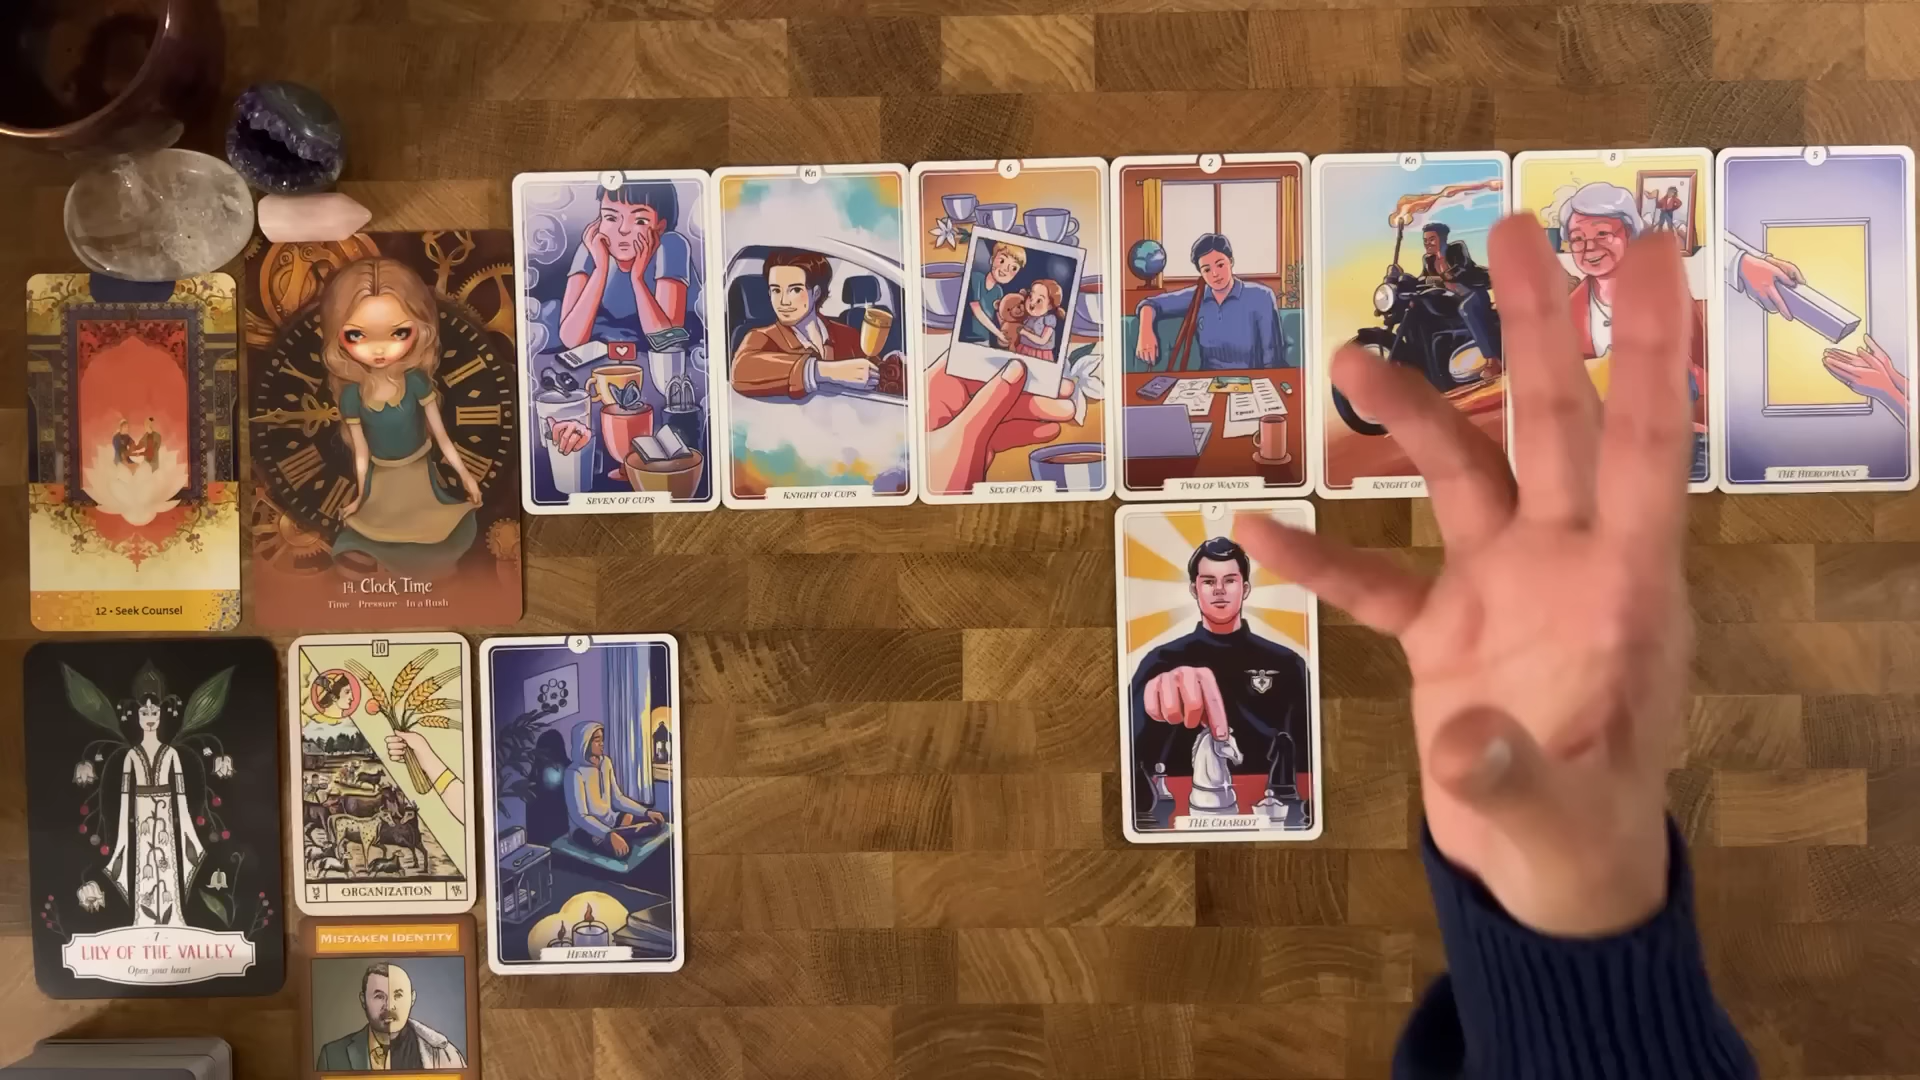 7
Kn
6
2
Kn
8
5
SEVEN OF CUPS
KNIGHT OF CUPS
SIX OF CUPS
TWO OF WANDS
KNIGHT OF
THE HIEROPHANT
12 • Seek Counsel
14. Clock Time
Time Pressure In a Rush
7
THE CHARIOT
10
ORGANIZATION
9
HERMIT
7
LILY OF THE VALLEY
Open your heart
MISTAKEN IDENTITY